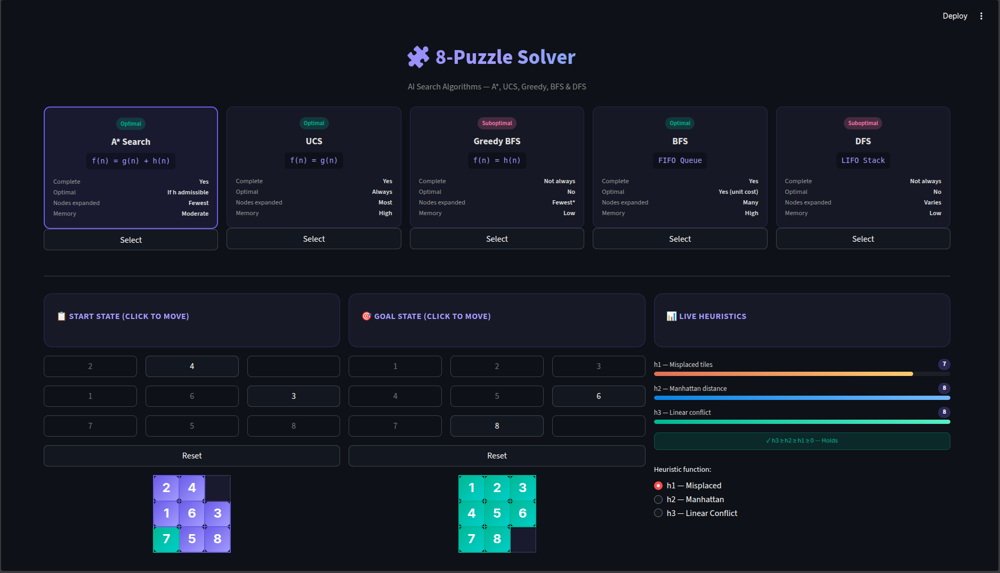 Deploy
8-Puzzle Solver
AI Search Algorithms — A*, UCS, Greedy, BFS & DFS
Optimal
A* Search
f(n) = g(n) + h(n)
Complete Yes
Optimal If h admissible
Nodes expanded Fewest
Memory Moderate
Select
Optimal
UCS
f(n) = g(n)
Complete Yes
Optimal Always
Nodes expanded Most
Memory High
Select
Suboptimal
Greedy BFS
f(n) = h(n)
Complete Not always
Optimal No
Nodes expanded Fewest*
Memory Low
Select
Optimal
BFS
FIFO Queue
Complete Yes
Optimal Yes (unit cost)
Nodes expanded Many
Memory High
Select
Suboptimal
DFS
LIFO Stack
Complete Not always
Optimal No
Nodes expanded Varies
Memory Low
Select
START STATE (CLICK TO MOVE)
2 4
1 6 3
7 5 8
Reset
2 4
1 6 3
7 5 8
GOAL STATE (CLICK TO MOVE)
1 2 3
4 5 6
7 8
Reset
1 2 3
4 5 6
7 8
LIVE HEURISTICS
h1 — Misplaced tiles 7
h2 — Manhattan distance 8
h3 — Linear conflict 8
✓ h3 ≥ h2 ≥ h1 ≥ 0 — Holds
Heuristic function:
h1 — Misplaced
h2 — Manhattan
h3 — Linear Conflict